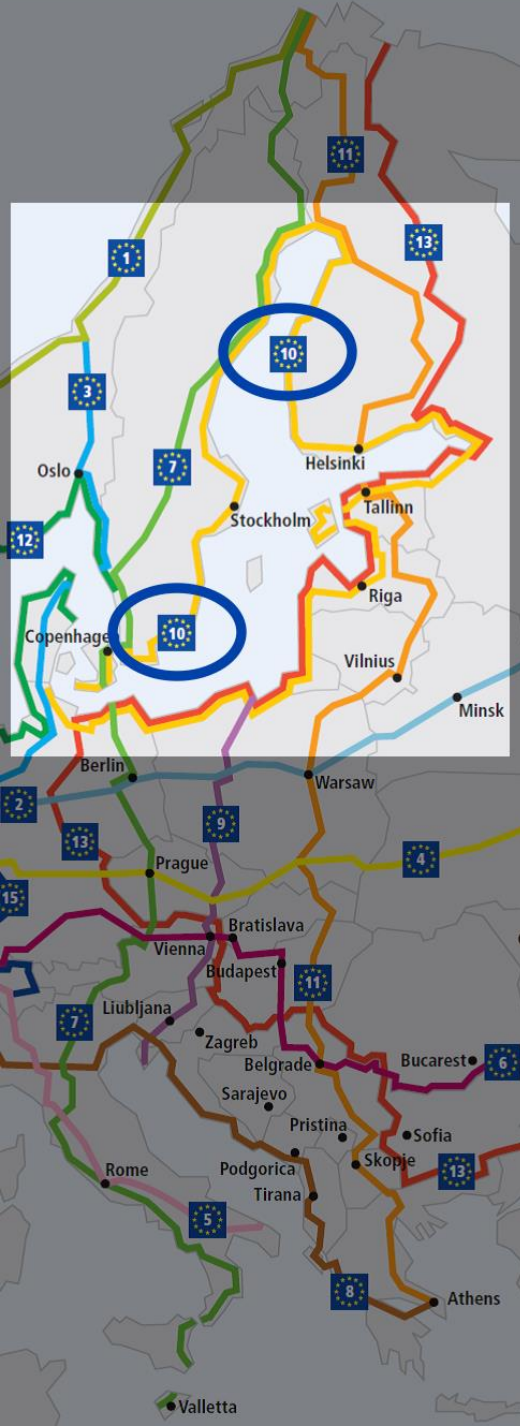 11
13
1
10
3
Oslo
Helsinki
7
Tallinn
Stockholm
12
Riga
Copenhage
10
Vilnius
Minsk
Berlin
Warsaw
2
9
13
4
Prague
15
Bratislava
Vienna
Budapest
11
Liubljana
7
Zagreb
Belgrade
Bucarest
6
Sarajevo
Pristina
Sofia
Podgorica
Skopje
13
Rome
Tirana
5
8
Athens
Valletta